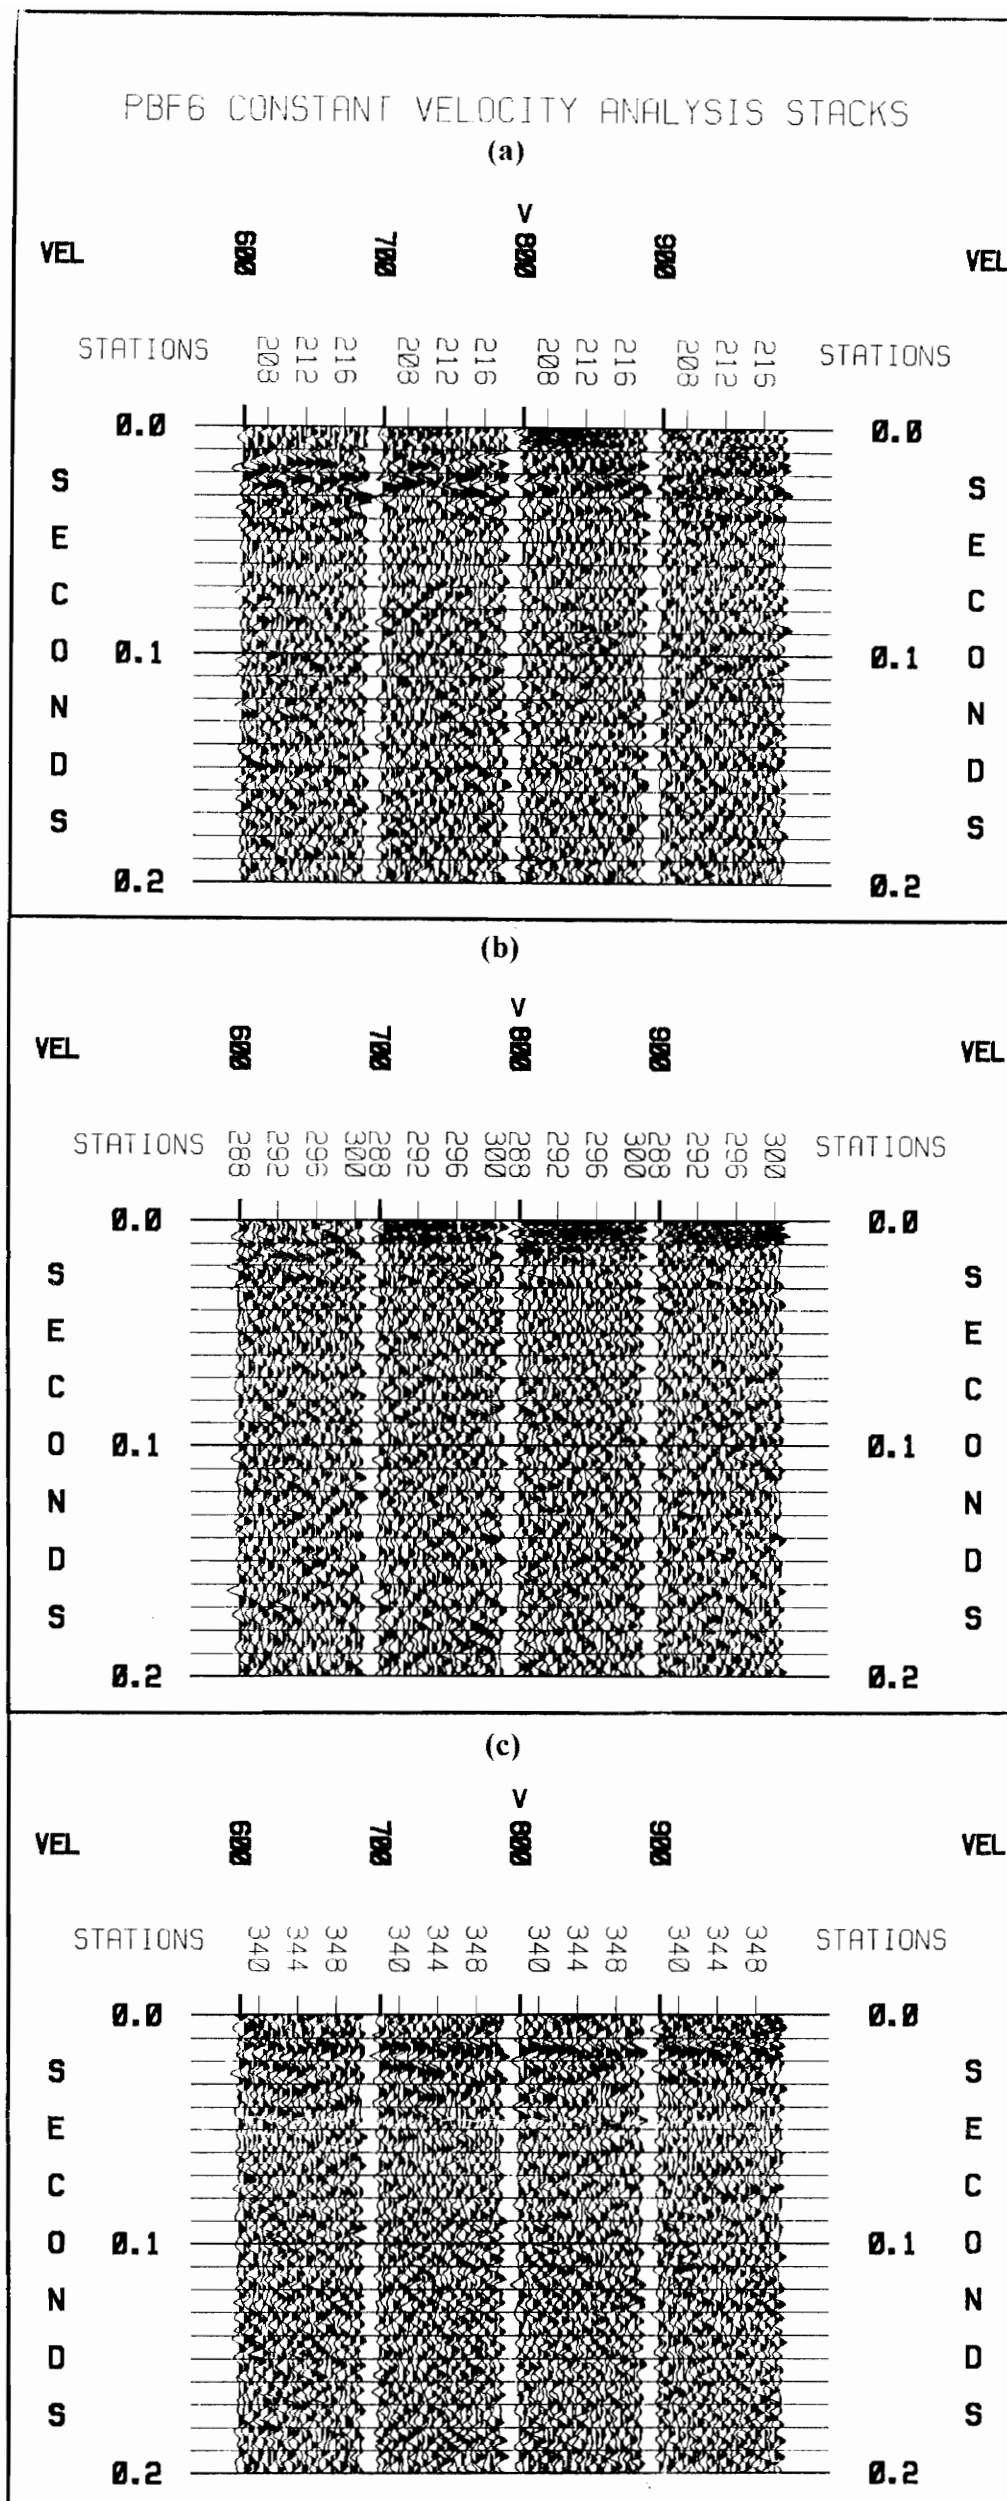 PBF6 CONSTANT VELOCITY ANALYSIS STACKS
(a)
V
VEL 600 700 800 900 VEL
STATIONS 208 212 216 208 212 216 208 212 216 208 212 216 STATIONS
0.0 0.0
S S
E E
C C
O 0.1 0.1 O
N N
D D
S S
0.2 0.2
(b)
V
VEL 600 700 800 900 VEL
STATIONS 288 292 296 300 288 292 296 300 288 292 296 300 288 292 296 300 STATIONS
0.0 0.0
S S
E E
C C
O 0.1 0.1 O
N N
D D
S S
0.2 0.2
(c)
V
VEL 600 700 800 900 VEL
STATIONS 340 344 348 340 344 348 340 344 348 340 344 348 STATIONS
0.0 0.0
S S
E E
C C
O 0.1 0.1 O
N N
D D
S S
0.2 0.2